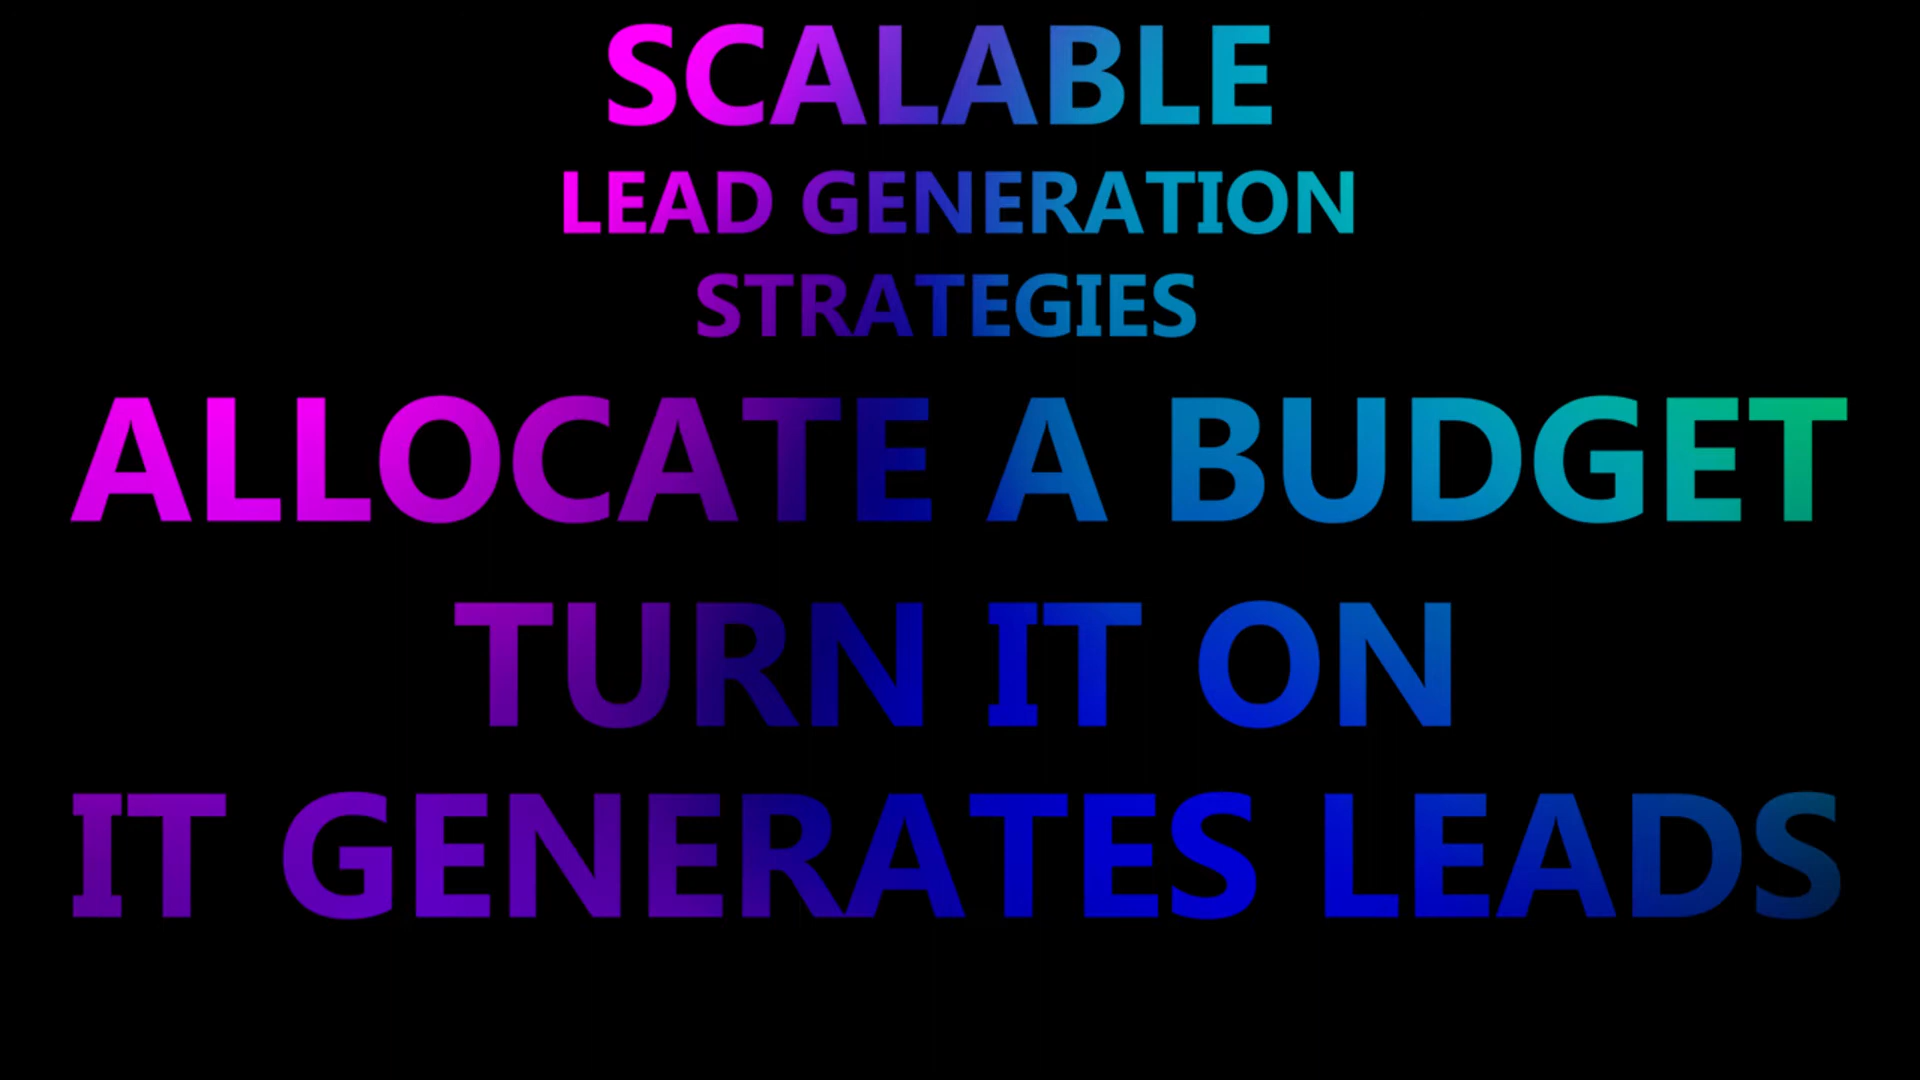 SCALABLE
LEAD GENERATION
STRATEGIES
ALLOCATE A BUDGET
TURN IT ON
IT GENERATES LEADS